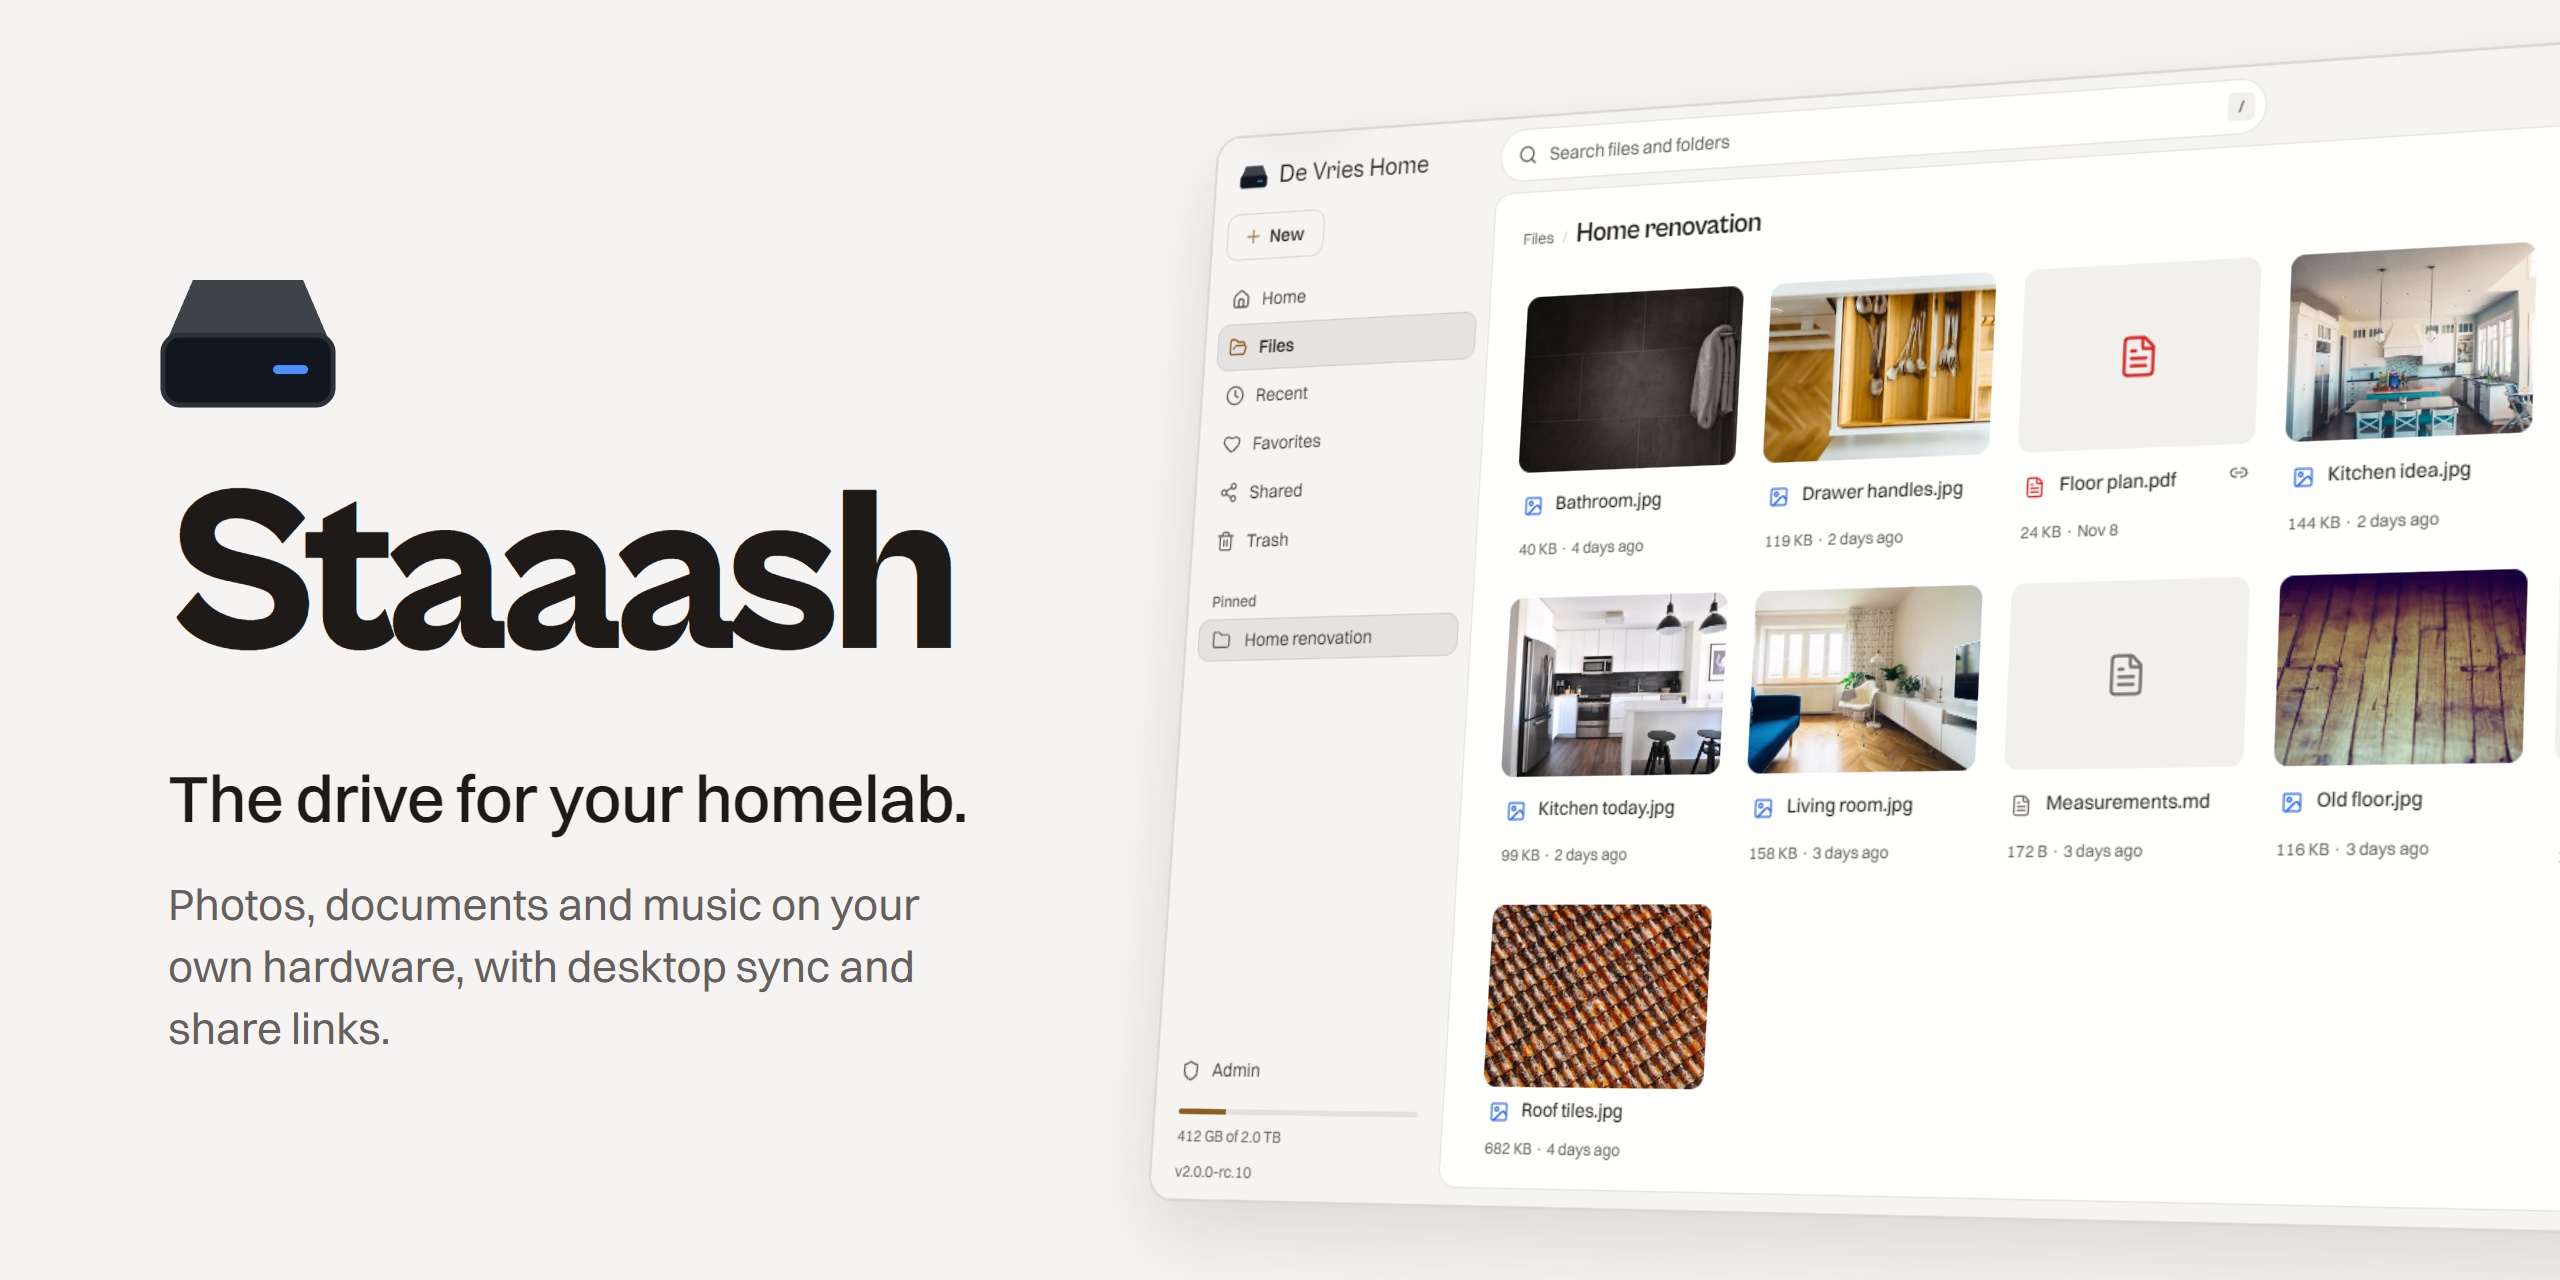 Staaash
The drive for your homelab.
Photos, documents and music on your
own hardware, with desktop sync and
share links.
De Vries Home
Search files and folders
/
New
Home
Files
Recent
Favorites
Shared
Trash
Pinned
Home renovation
Admin
412 GB of 2.0 TB
v2.0.0-rc.10
Files / Home renovation
Bathroom.jpg
40 KB · 4 days ago
Drawer handles.jpg
119 KB · 2 days ago
Floor plan.pdf
24 KB · Nov 8
Kitchen idea.jpg
144 KB · 2 days ago
Kitchen today.jpg
99 KB · 2 days ago
Living room.jpg
158 KB · 3 days ago
Measurements.md
172 B · 3 days ago
Old floor.jpg
116 KB · 3 days ago
Roof tiles.jpg
682 KB · 4 days ago